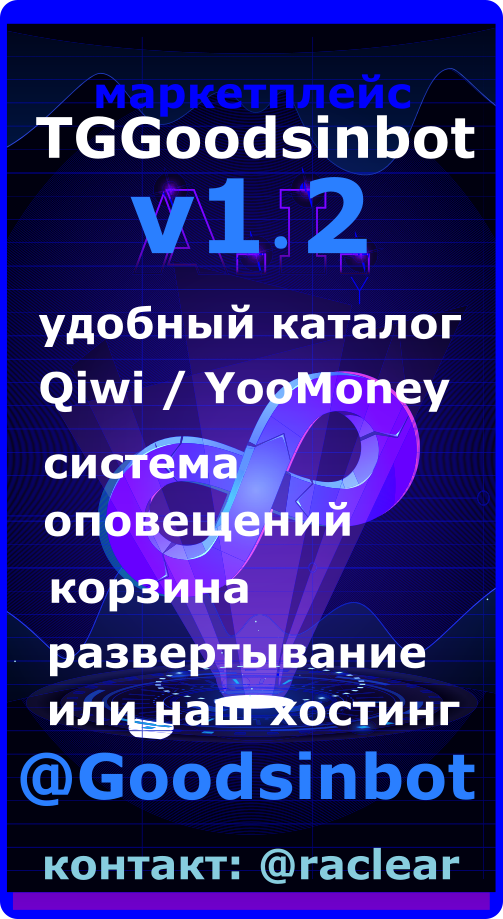 маркетплейс
TGGoodsinbot
v1.2
удобный каталог
Qiwi / YooMoney
система
оповещений
корзина
развертывание
или наш хостинг
@Goodsinbot
контакт: @raclear